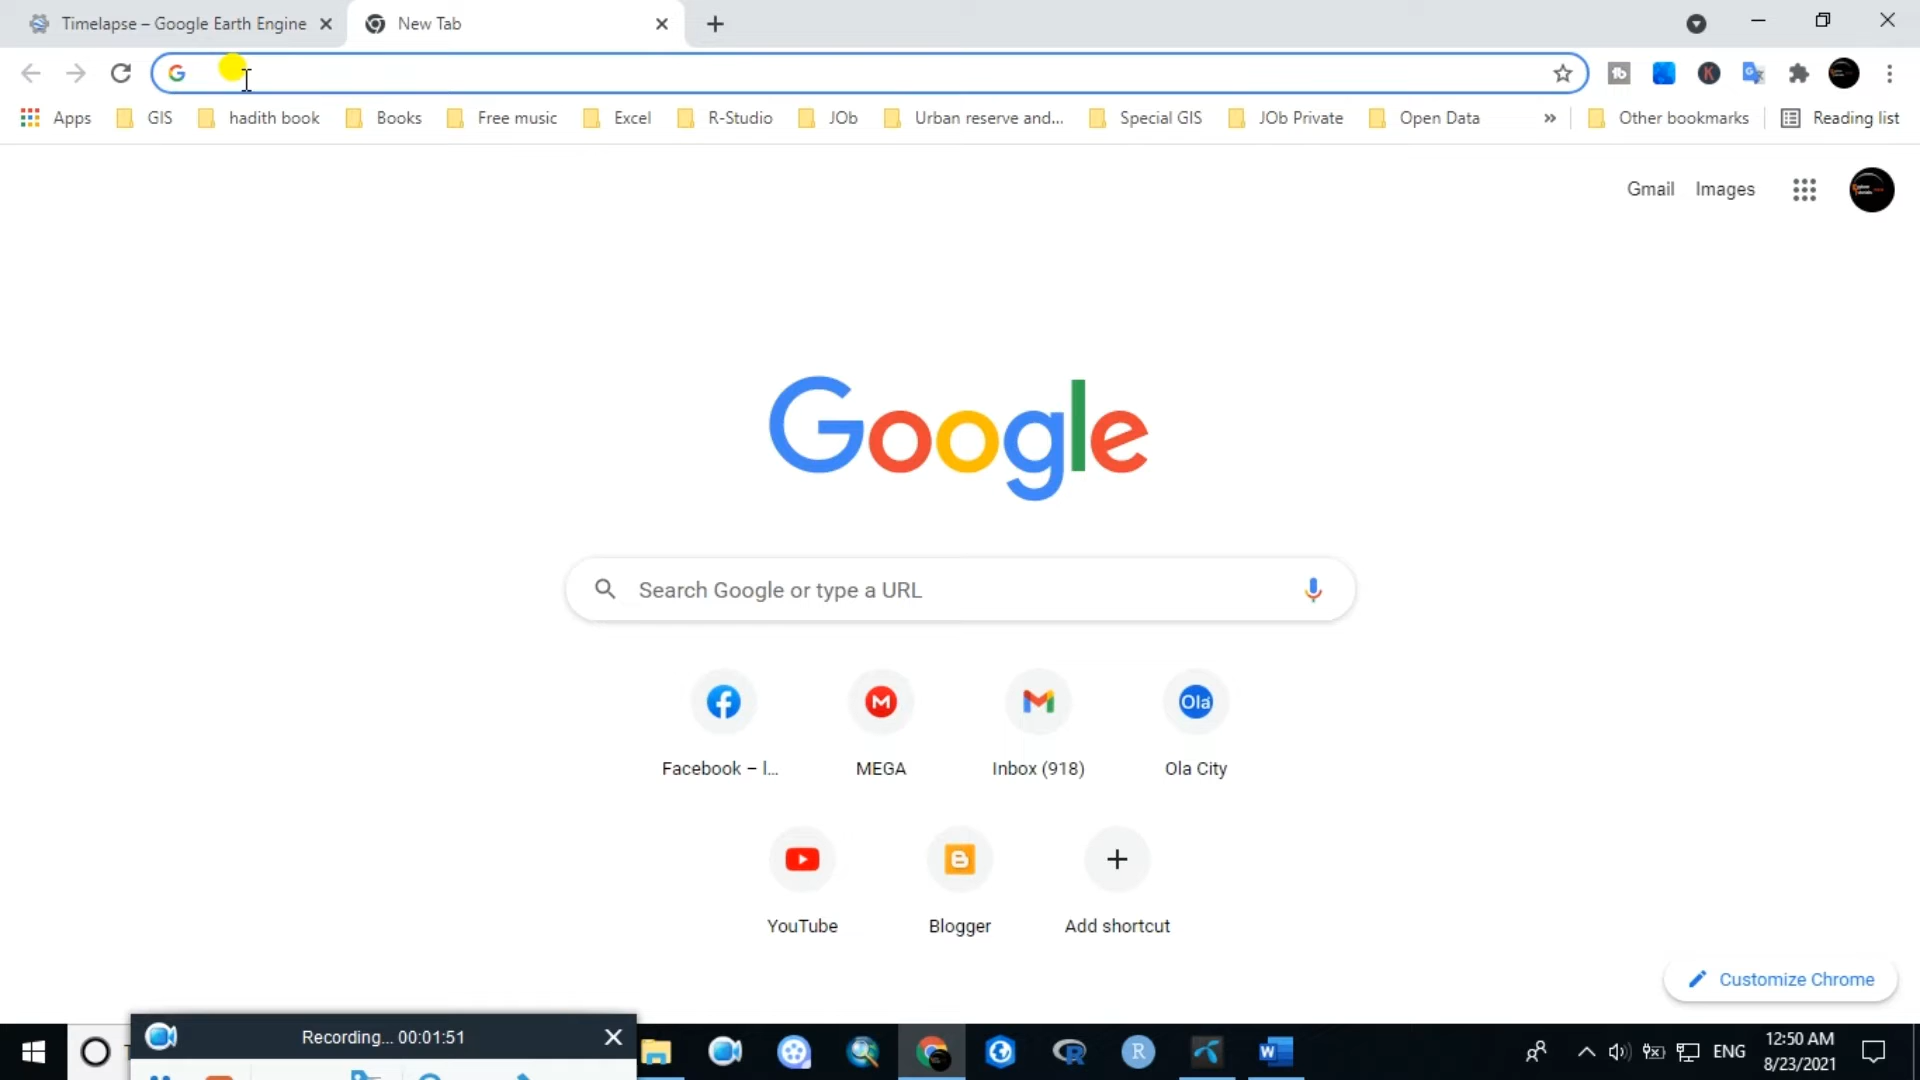 Timelapse – Google Earth Engine
New Tab
Apps
GIS
hadith book
Books
Free music
Excel
R-Studio
JOb
Urban reserve and...
Special GIS
JOb Private
Open Data
Other bookmarks
Reading list
Gmail
Images
Google
Search Google or type a URL
Facebook – l...
MEGA
Inbox (918)
Ola City
YouTube
Blogger
Add shortcut
Customize Chrome
Recording... 00:01:51
ENG
12:50 AM
8/23/2021